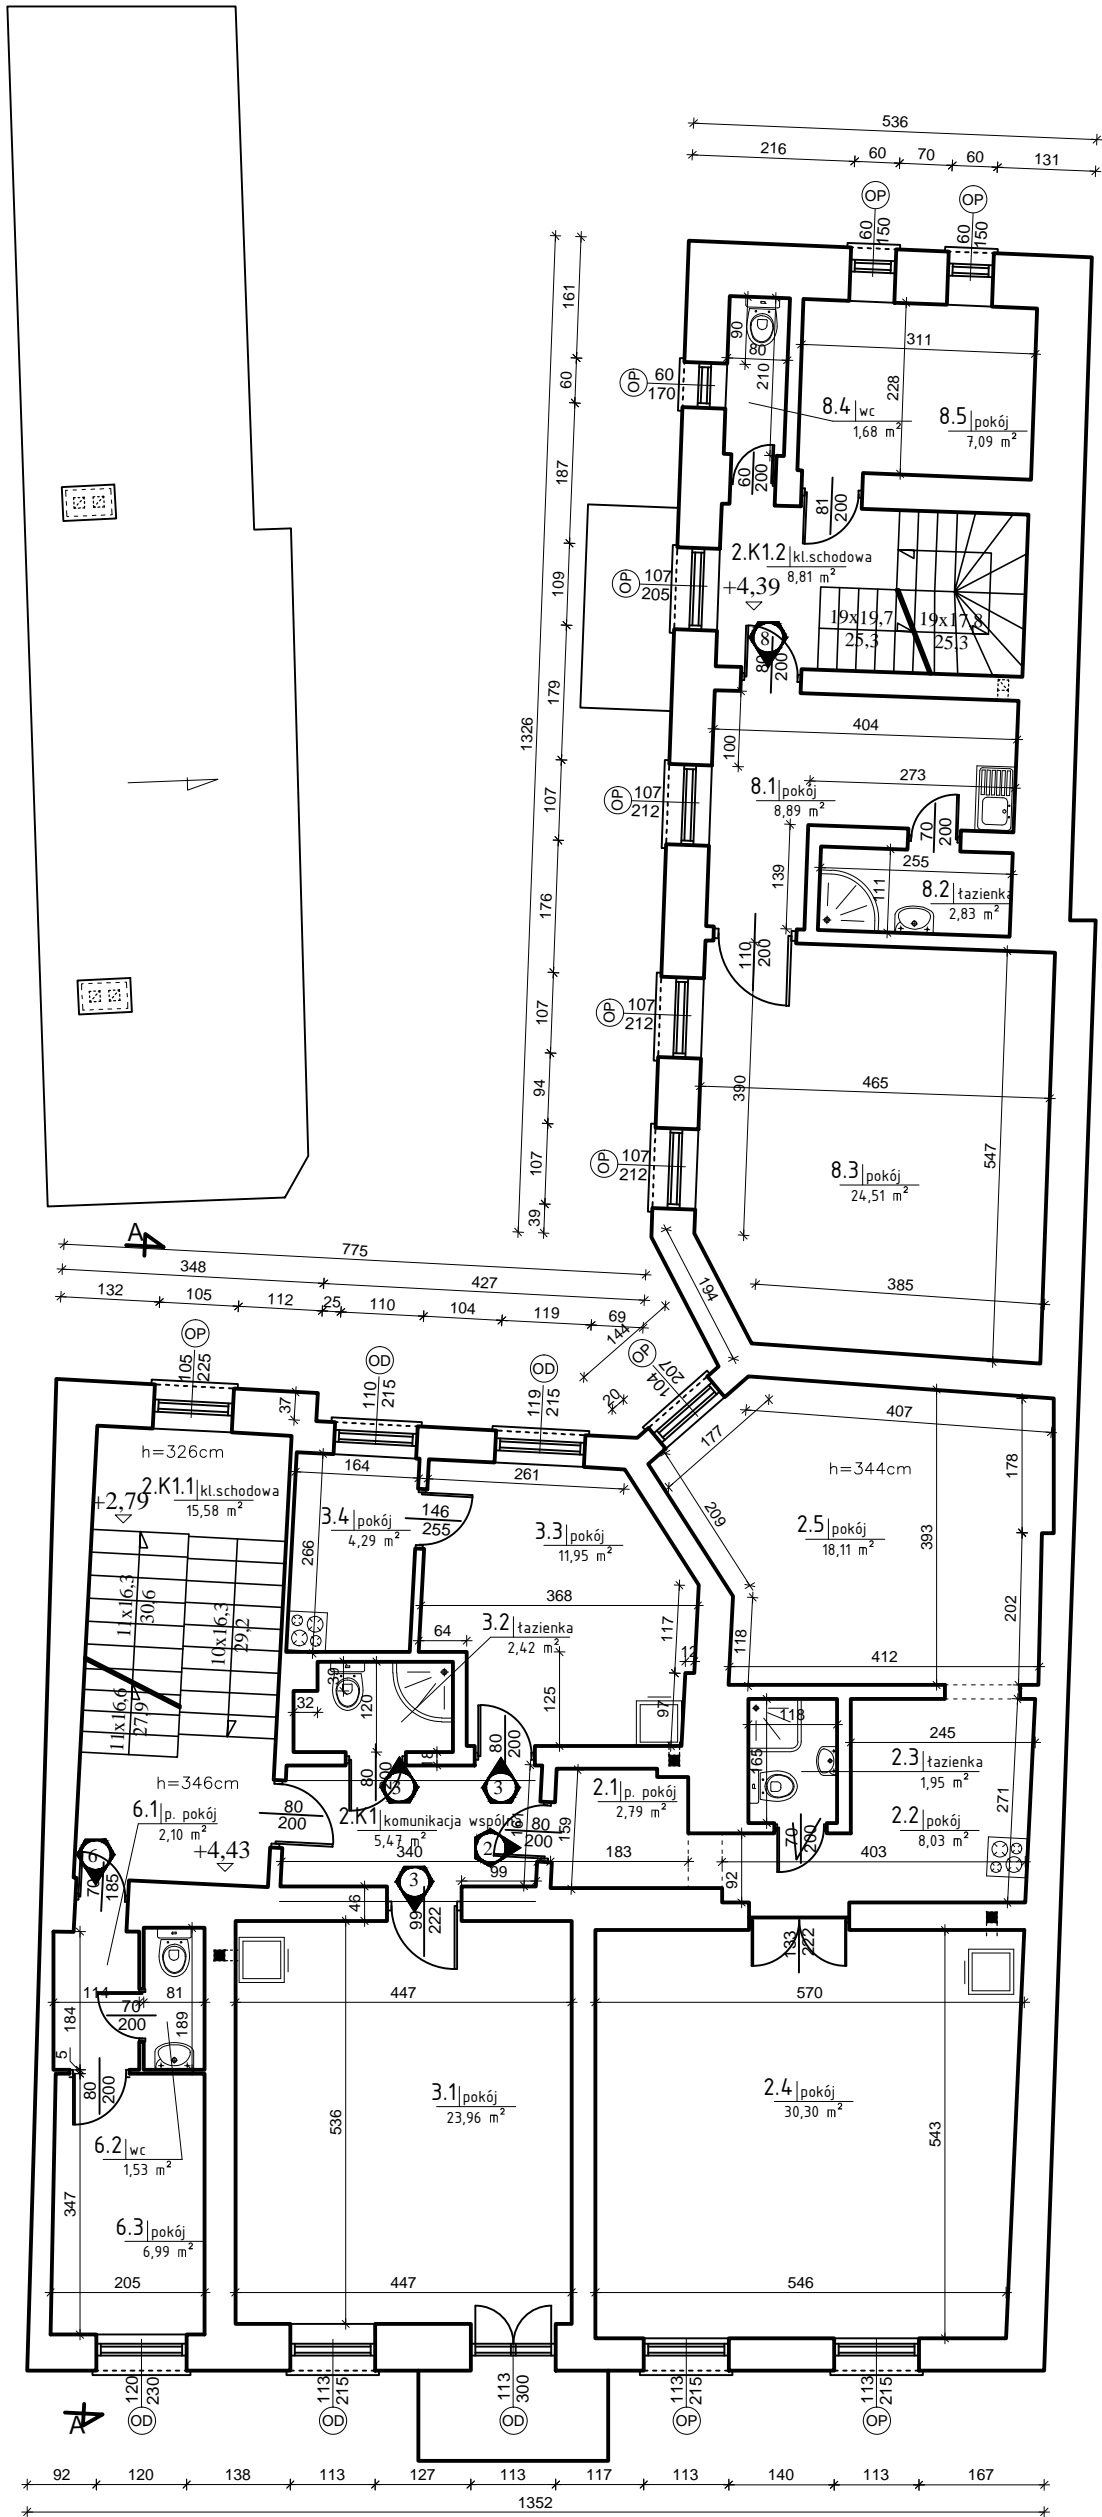 536
216 60 70 60 131
OP OP
60
150
60
150
161
60
187
109
179
107
176
107
94
107
39
1326
90
80
210
311
228
OP 60
170
8.4 wc
1,68 m²
8.5 pokój
7,09 m²
60
200
81
200
2.K1.2 kl.schodowa
8,81 m²
+4,39
OP 107
205
19x19,7
25,3
19x17,8
25,3
8
80
200
404
100
273
8.1 pokój
8,89 m²
OP 107
212
70
200
139
255
111
8.2 łazienka
2,83 m²
110
200
OP 107
212
465
390
547
OP 107
212
8.3 pokój
24,51 m²
194
385
A
775
348 427
132 105 112 25 110 104 119 69
144
20
OP
105
225
OD
110
215
OD
119
215
OP
104
207
37
177
407
178
h=326cm
h=344cm
2.K1.1 kl.schodowa
15,58 m²
+2,79
164
261
146
255
3.4 pokój
4,29 m²
266
3.3 pokój
11,95 m²
209
2.5 pokój
18,11 m²
393
202
11x16,3
30,6
10x16,3
29,2
11x16,6
27,9
368
117
118
64
3.2 łazienka
2,42 m²
12
412
39
120
32
125
97
118
165
245
2.3 łazienka
1,95 m²
18
80
200
80
200
h=346cm
3
3
6.1 p. pokój
2,10 m²
80
200
2.K1 komunikacja wspólna
5,47 m²
161
2.1 p. pokój
2,79 m²
2.2 pokój
8,03 m²
271
+4,43
2
80
200
159
70
200
340
99
183
403
92
6
70
185
3
46
99
222
133
222
114
81
184
189
70
200
5
447
570
80
200
3.1 pokój
23,96 m²
2.4 pokój
30,30 m²
536
543
6.2 wc
1,53 m²
347
6.3 pokój
6,99 m²
205
447
546
120
230
113
215
113
300
113
215
113
215
A
OD OD OD OP OP
92 120 138 113 127 113 117 113 140 113 167
1352